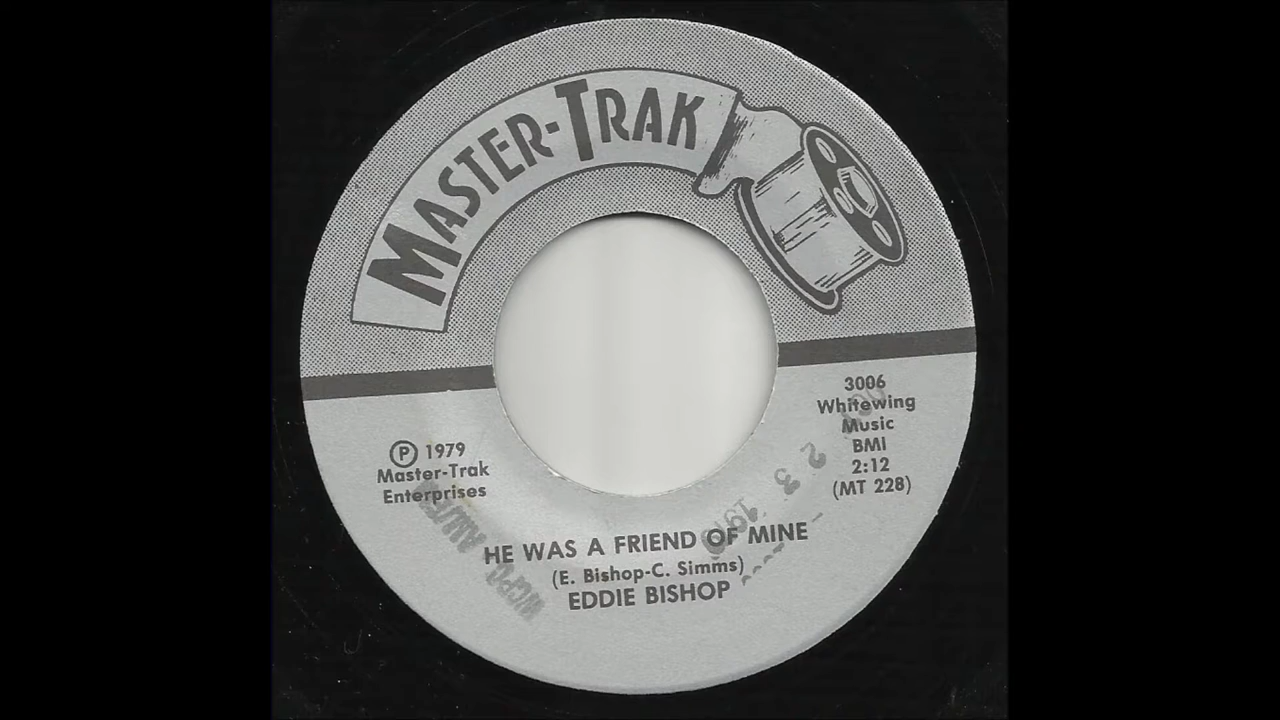 MASTER-TRAK
3006
Whitewing
Music
BMI
2:12
(MT 228)
Ⓟ 1979
Master-Trak
Enterprises
HE WAS A FRIEND OF MINE
(E. Bishop-C. Simms)
EDDIE BISHOP